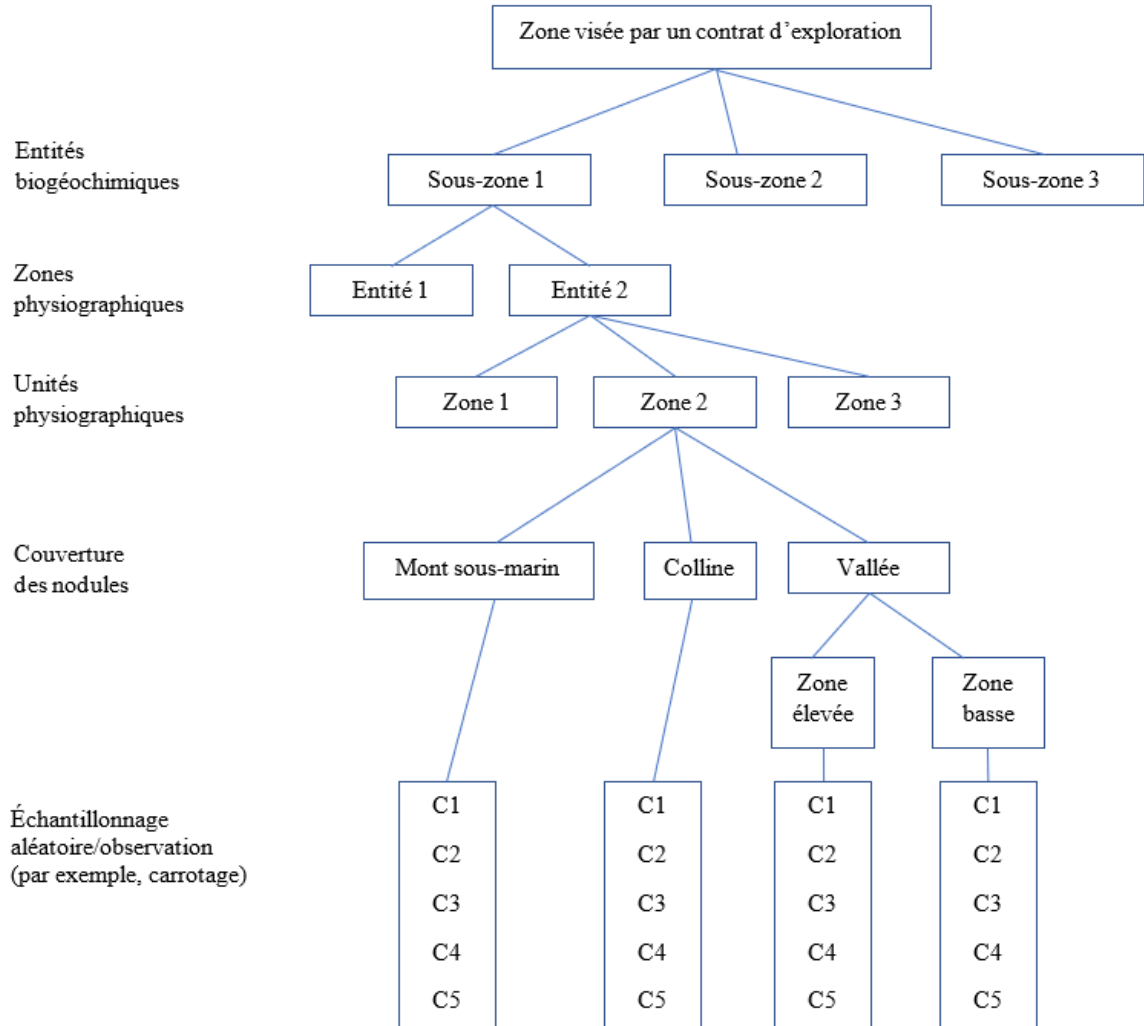 Zone visée par un contrat d’exploration
Entités
biogéochimiques
Sous-zone 1
Sous-zone 2
Sous-zone 3
Zones
physiographiques
Entité 1
Entité 2
Unités
physiographiques
Zone 1
Zone 2
Zone 3
Couverture
des nodules
Mont sous-marin
Colline
Vallée
Zone
élevée
Zone
basse
Échantillonnage
aléatoire/observation
(par exemple, carrotage)
C1
C2
C3
C4
C5
C1
C2
C3
C4
C5
C1
C2
C3
C4
C5
C1
C2
C3
C4
C5